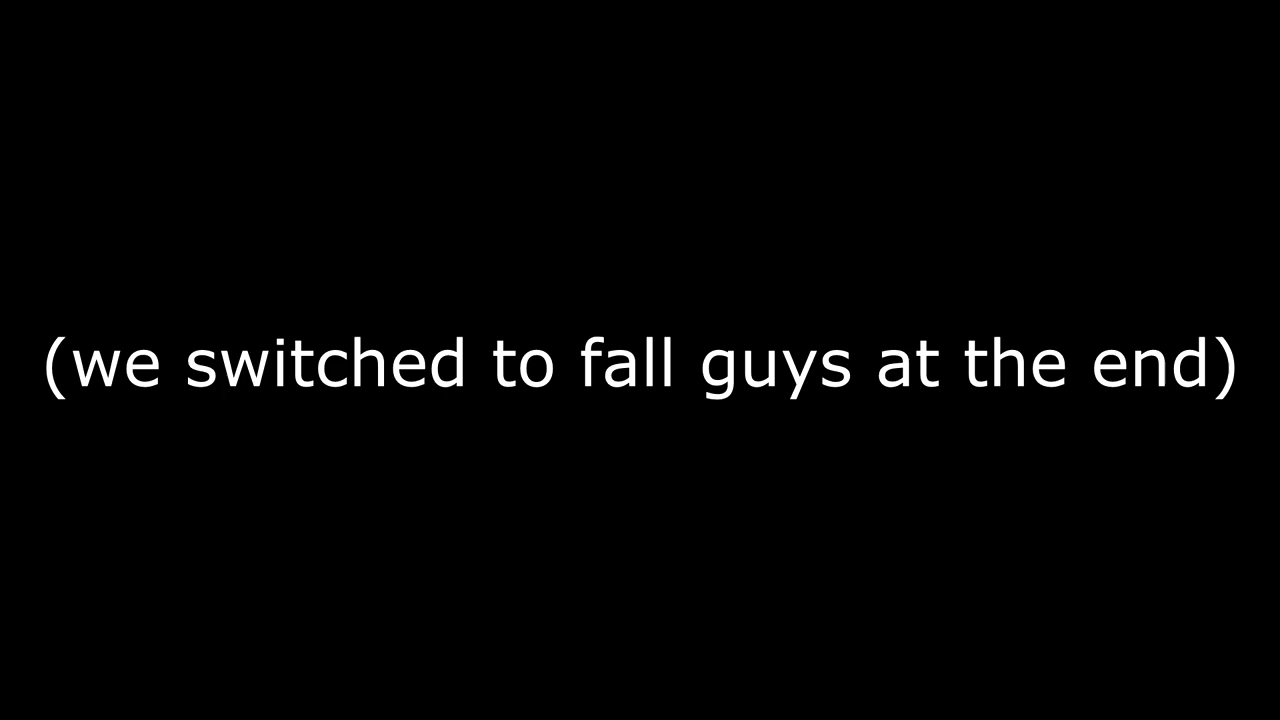 (we switched to fall guys at the end)